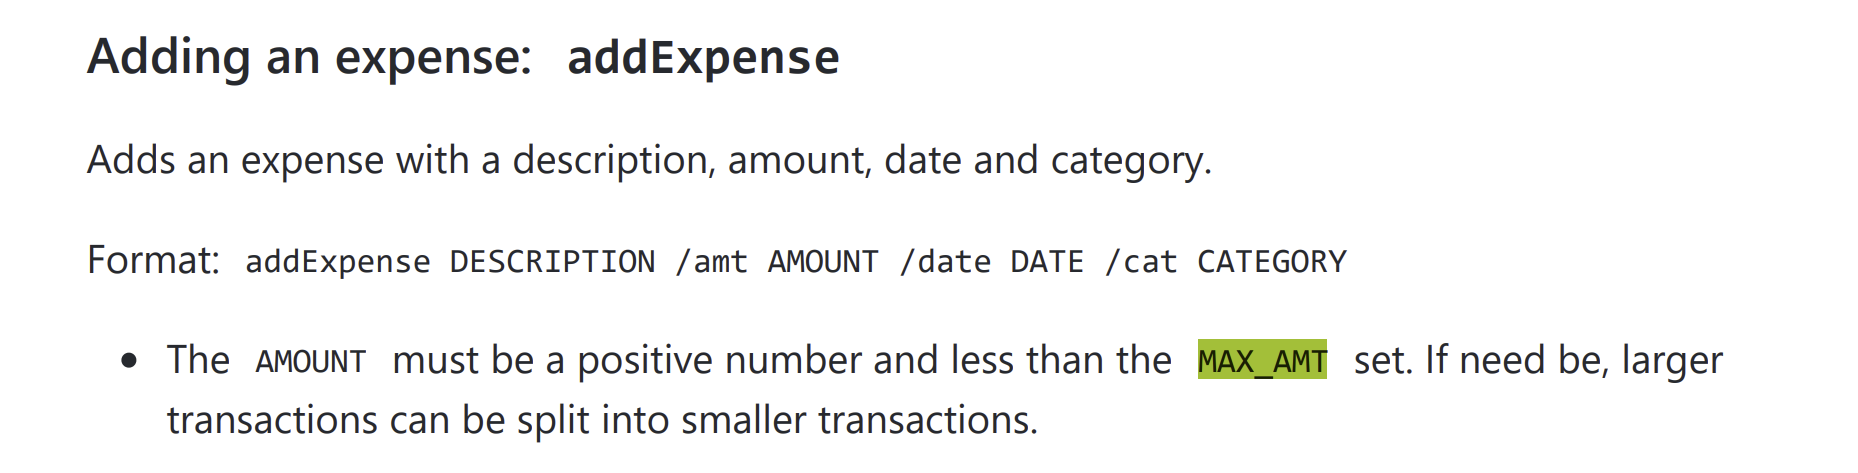 Adding an expense: addExpense
Adds an expense with a description, amount, date and category.
Format: addExpense DESCRIPTION /amt AMOUNT /date DATE /cat CATEGORY
• The AMOUNT must be a positive number and less than the MAX_AMT set. If need be, larger
transactions can be split into smaller transactions.